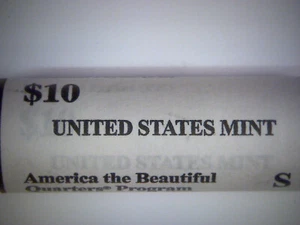 $10
UNITED STATES MINT
America the Beautiful
Quarters® Program
S